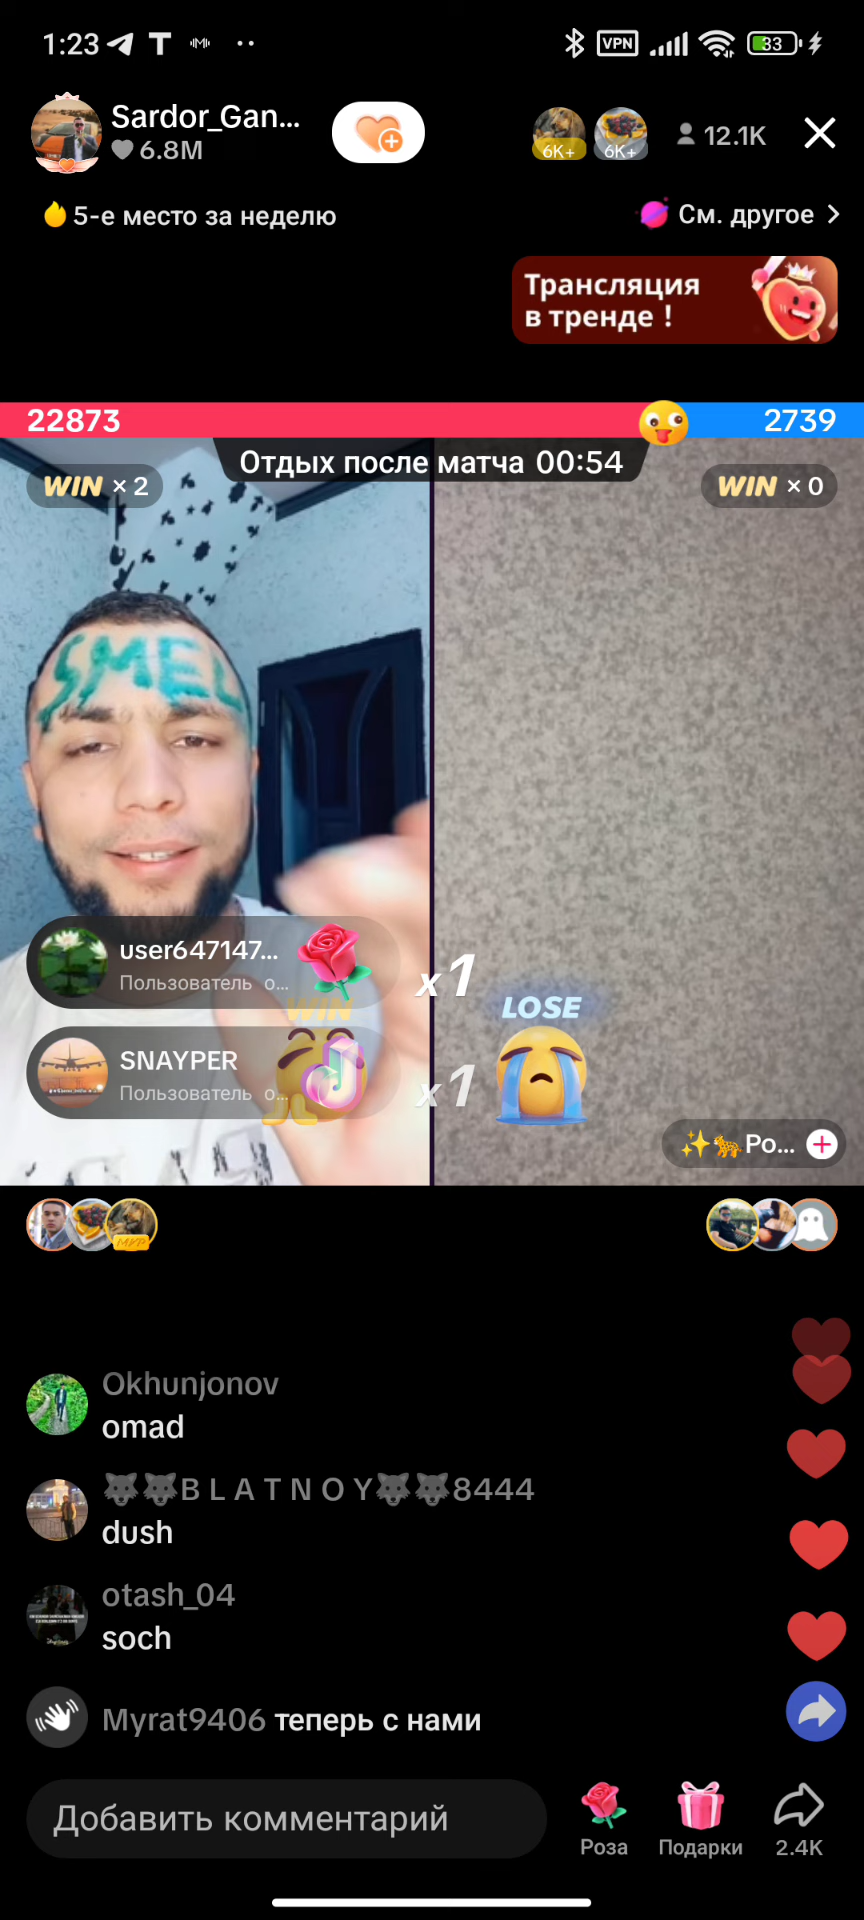 1:23
VPN
33
Sardor_Gan...
6.8M
6K+
6K+
12.1K
5-е место за неделю
См. другое
Трансляция
в тренде !
22873
2739
Отдых после матча 00:54
WIN × 2
WIN × 0
SMEL
user647147...
Пользователь о...
x1
WIN
LOSE
SNAYPER
Пользователь о...
x1
Ро...
Okhunjonov
omad
B L A T N O Y 8444
dush
otash_04
soch
Myrat9406 теперь с нами
Добавить комментарий
Роза
Подарки
2.4K